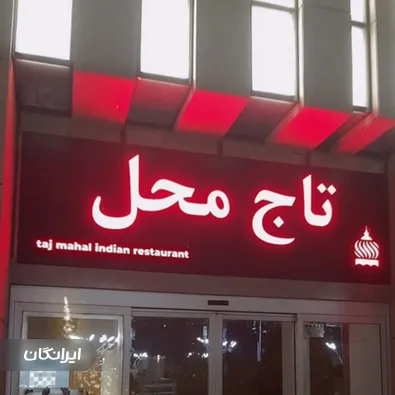 تاج محل
taj mahal indian restaurant
ایرانگان